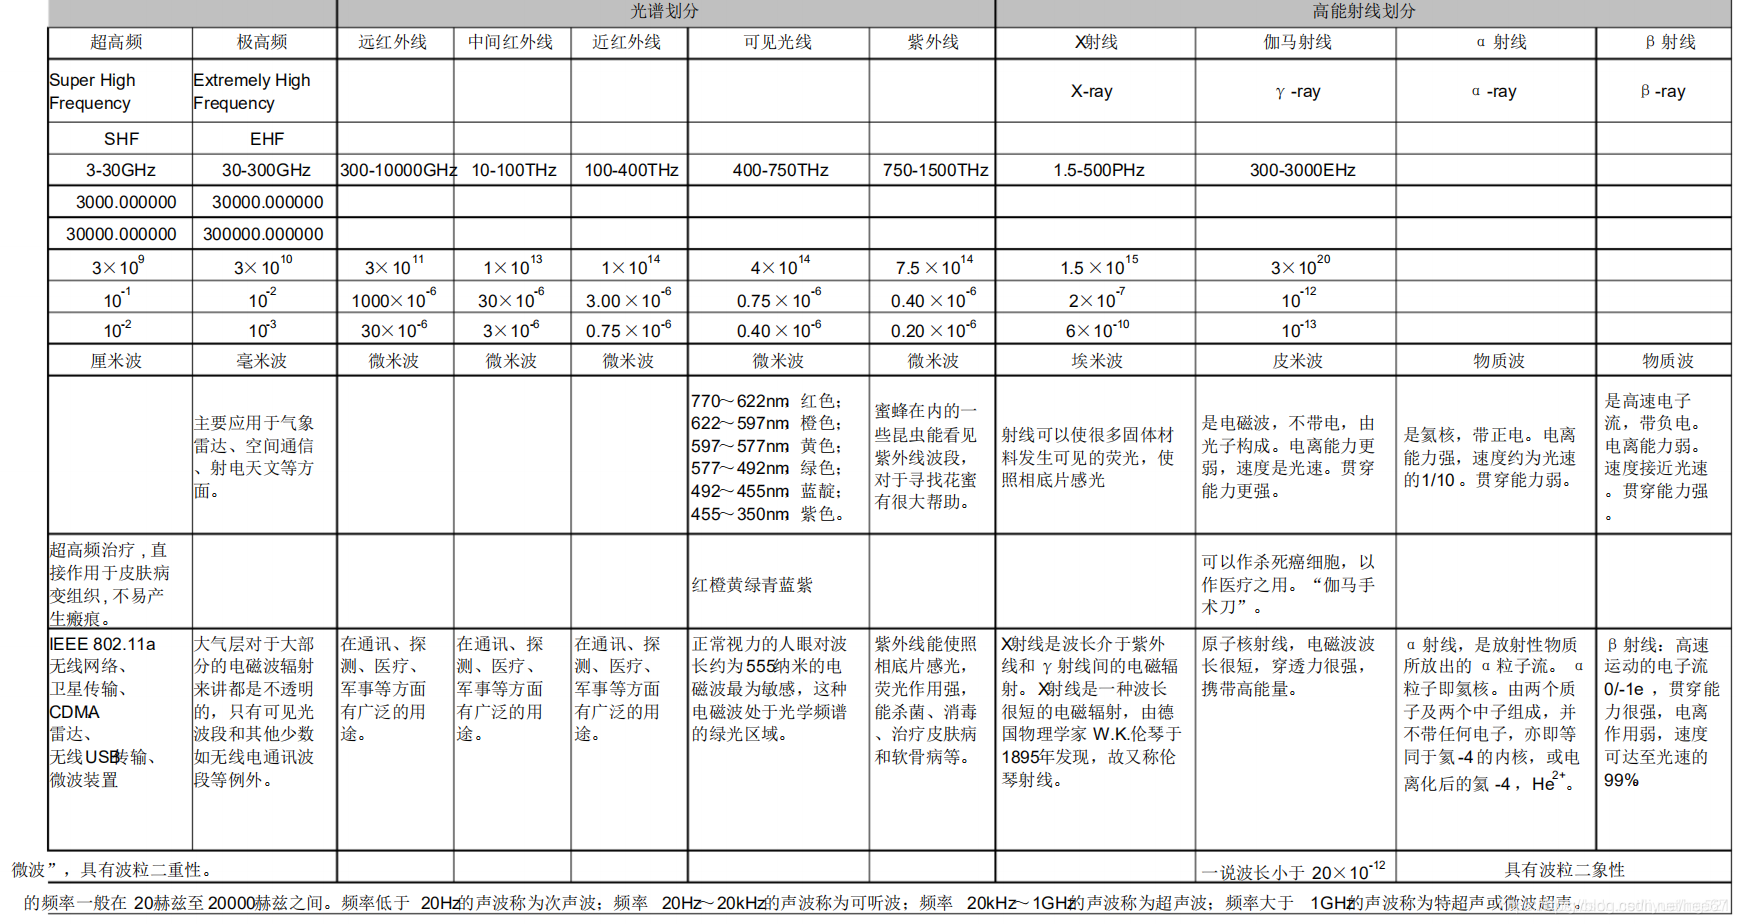 光谱划分 高能射线划分
超高频 极高频 远红外线 中间红外线 近红外线 可见光线 紫外线 X射线 伽马射线 α 射线 β 射线
Super High Extremely High
Frequency Frequency X-ray γ -ray α -ray β -ray
SHF EHF
3-30GHz 30-300GHz 300-10000GHz 10-100THz 100-400THz 400-750THz 750-1500THz 1.5-500PHz 300-3000EHz
3000.000000 30000.000000
30000.000000 300000.000000
3×10⁹ 3×10¹⁰ 3×10¹¹ 1×10¹³ 1×10¹⁴ 4×10¹⁴ 7.5×10¹⁴ 1.5×10¹⁵ 3×10²⁰
10⁻¹ 10⁻² 1000×10⁻⁶ 30×10⁻⁶ 3.00×10⁻⁶ 0.75×10⁻⁶ 0.40×10⁻⁶ 2×10⁻⁷ 10⁻¹²
10⁻² 10⁻³ 30×10⁻⁶ 3×10⁻⁶ 0.75×10⁻⁶ 0.40×10⁻⁶ 0.20×10⁻⁶ 6×10⁻¹⁰ 10⁻¹³
厘米波 毫米波 微米波 微米波 微米波 微米波 微米波 埃米波 皮米波 物质波 物质波
主要应用于气象
雷达、空间通信
、射电天文等方
面。
770～622nm，红色；
622～597nm，橙色；
597～577nm，黄色；
577～492nm，绿色；
492～455nm，蓝靛；
455～350nm，紫色。
蜜蜂在内的一
些昆虫能看见
紫外线波段，
对于寻找花蜜
有很大帮助。
射线可以使很多固体材
料发生可见的荧光，使
照相底片感光
是电磁波，不带电，由
光子构成。电离能力更
弱，速度是光速。贯穿
能力更强。
是氦核，带正电。电离
能力强，速度约为光速
的1/10。贯穿能力弱。
是高速电子
流，带负电。
电离能力弱。
速度接近光速
。贯穿能力强
。
超高频治疗,直
接作用于皮肤病
变组织,不易产
生瘢痕。
红橙黄绿青蓝紫
可以作杀死癌细胞，以
作医疗之用。“伽马手
术刀”。
IEEE 802.11a
无线网络、
卫星传输、
CDMA
雷达、
无线USB传输、
微波装置
大气层对于大部
分的电磁波辐射
来讲都是不透明
的，只有可见光
波段和其他少数
如无线电通讯波
段等例外。
在通讯、探
测、医疗、
军事等方面
有广泛的用
途。
在通讯、探
测、医疗、
军事等方面
有广泛的用
途。
在通讯、探
测、医疗、
军事等方面
有广泛的用
途。
正常视力的人眼对波
长约为555纳米的电
磁波最为敏感，这种
电磁波处于光学频谱
的绿光区域。
紫外线能使照
相底片感光，
荧光作用强，
能杀菌、消毒
、治疗皮肤病
和软骨病等。
X射线是波长介于紫外
线和 γ 射线间的电磁辐
射。X射线是一种波长
很短的电磁辐射，由德
国物理学家 W.K.伦琴于
1895年发现，故又称伦
琴射线。
原子核射线，电磁波波
长很短，穿透力很强，
携带高能量。
α 射线，是放射性物质
所放出的 α 粒子流。 α
粒子即氦核。由两个质
子及两个中子组成，并
不带任何电子，亦即等
同于氦-4的内核，或电
离化后的氦-4，He²⁺。
β 射线：高速
运动的电子流
0/-1e ，贯穿能
力很强，电离
作用弱，速度
可达至光速的
99%
微波”，具有波粒二重性。 一说波长小于 20×10⁻¹² 具有波粒二象性
的频率一般在 20赫兹至 20000赫兹之间。频率低于 20Hz的声波称为次声波；频率 20Hz～20kHz的声波称为可听波；频率 20kHz～1GHz的声波称为超声波；频率大于 1GHz的声波称为特超声或微波超声。